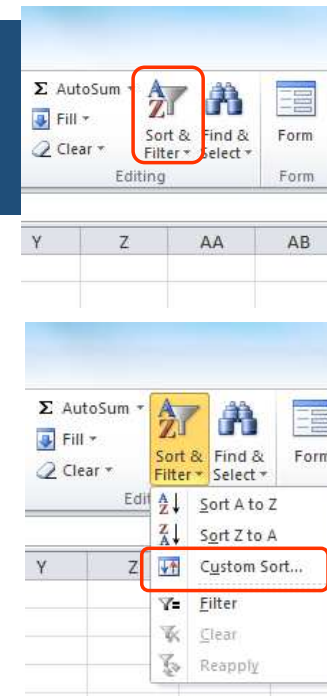 Σ AutoSum
Fill
Clear
Sort & Filter
Find & Select
Form
Editing
Form
Y Z AA AB
Σ AutoSum
Fill
Clear
Sort & Filter
Find & Select
Form
Edit
Sort A to Z
Sort Z to A
Custom Sort...
Filter
Clear
Reapply
Y Z